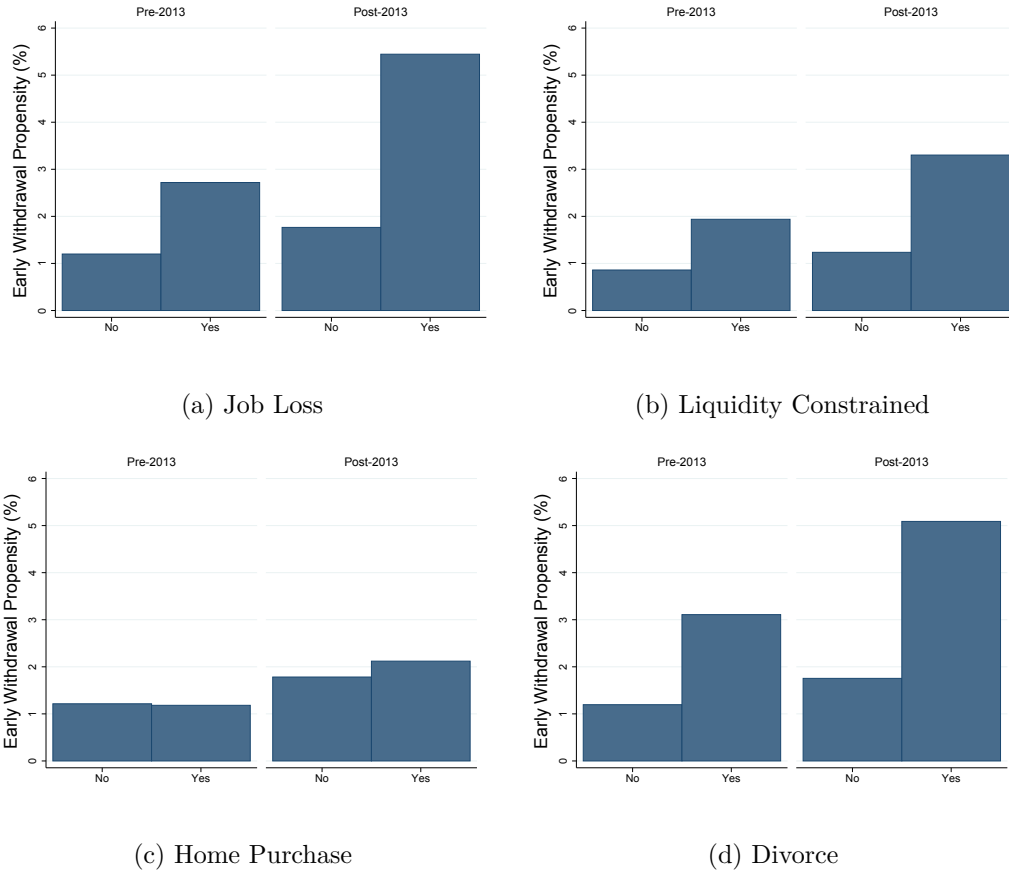 Pre-2013
Post-2013
Early Withdrawal Propensity (%)
6
5
4
3
2
1
0
No
Yes
No
Yes
(a) Job Loss
Pre-2013
Post-2013
Early Withdrawal Propensity (%)
6
5
4
3
2
1
0
No
Yes
No
Yes
(b) Liquidity Constrained
Pre-2013
Post-2013
Early Withdrawal Propensity (%)
6
5
4
3
2
1
0
No
Yes
No
Yes
(c) Home Purchase
Pre-2013
Post-2013
Early Withdrawal Propensity (%)
6
5
4
3
2
1
0
No
Yes
No
Yes
(d) Divorce